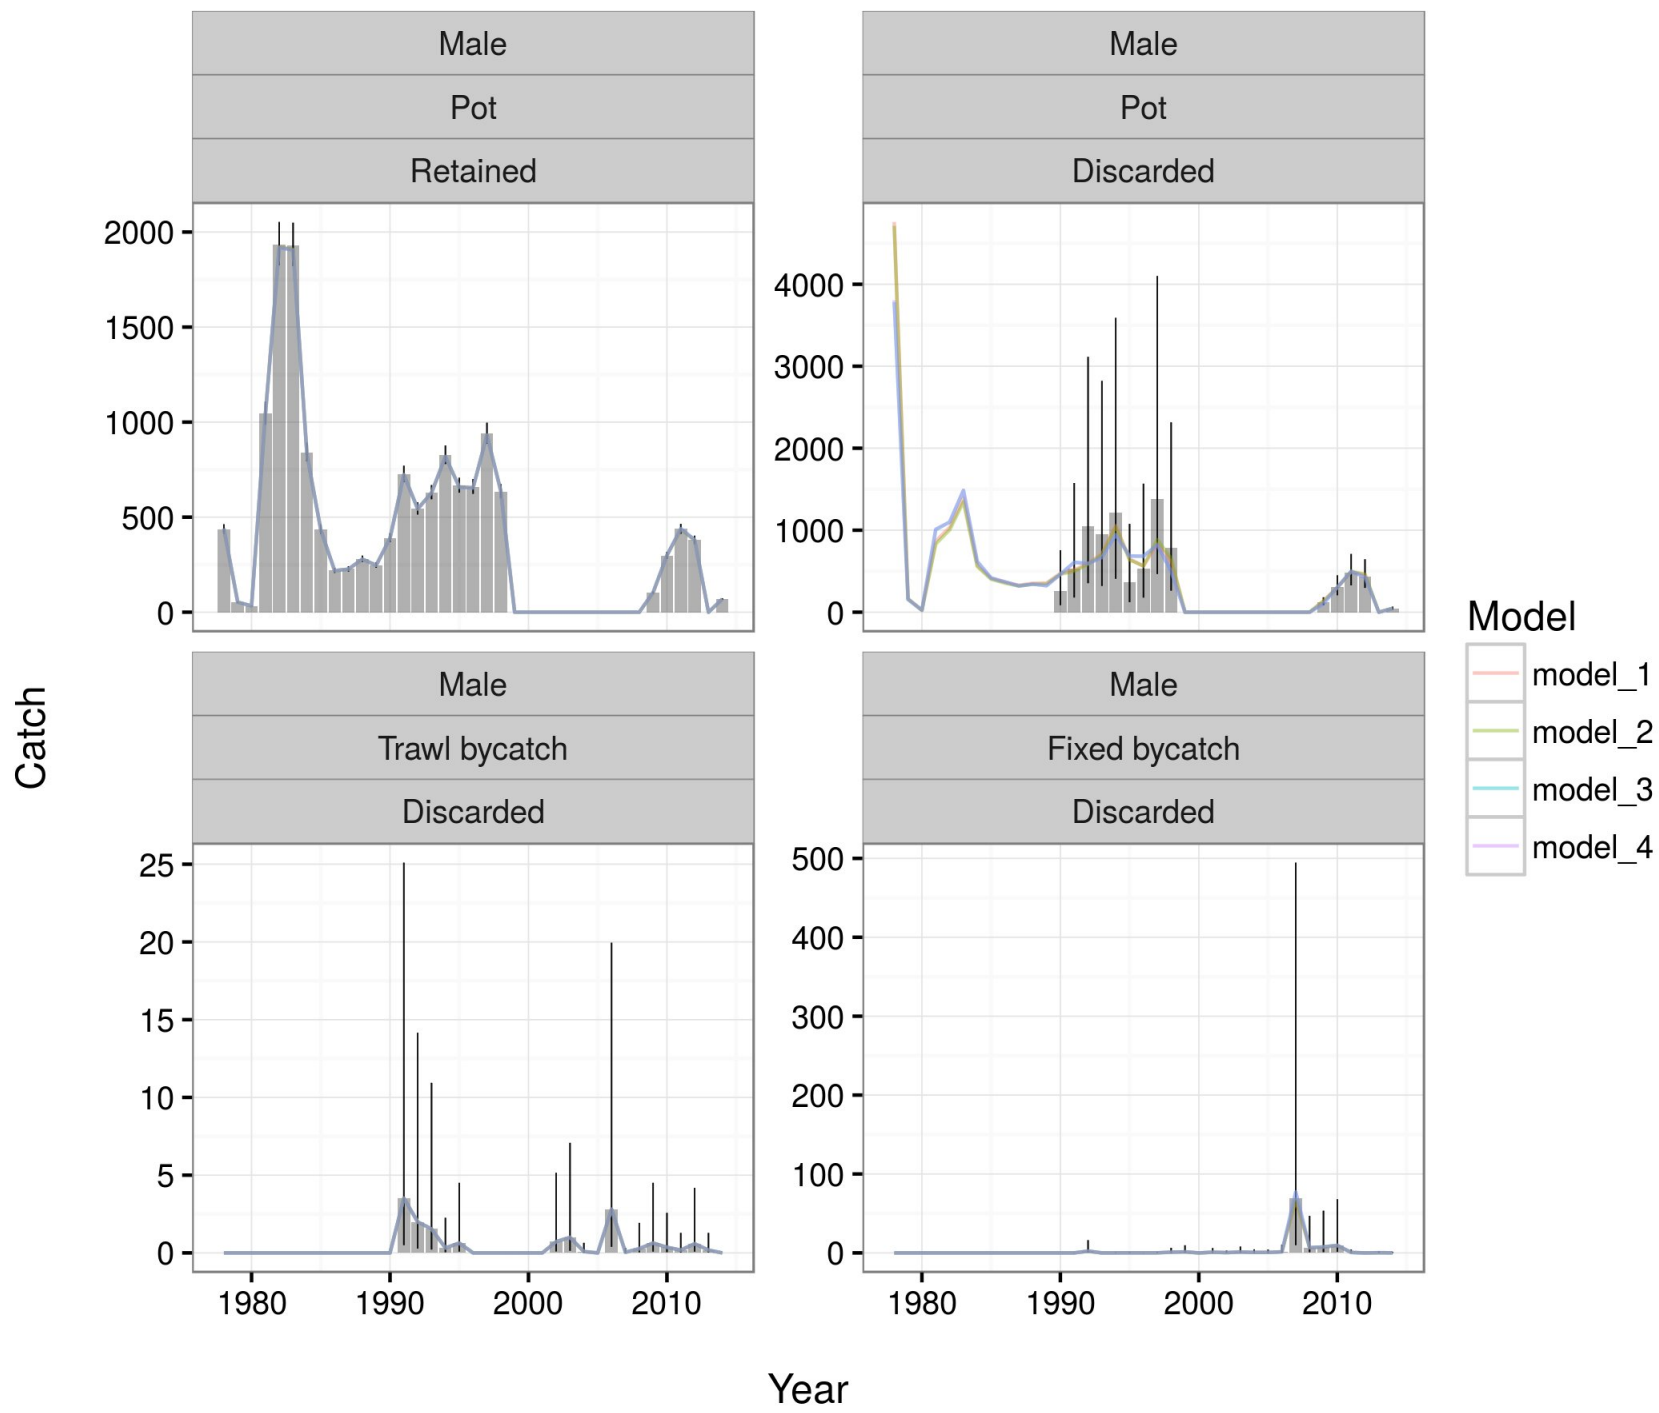 Male
Pot
Retained
Male
Pot
Discarded
2000
1500
1000
500
0
4000
3000
2000
1000
0
Male
Trawl bycatch
Discarded
Male
Fixed bycatch
Discarded
25
20
15
10
5
0
500
400
300
200
100
0
1980 1990 2000 2010
1980 1990 2000 2010
Catch
Year
Model
model_1
model_2
model_3
model_4